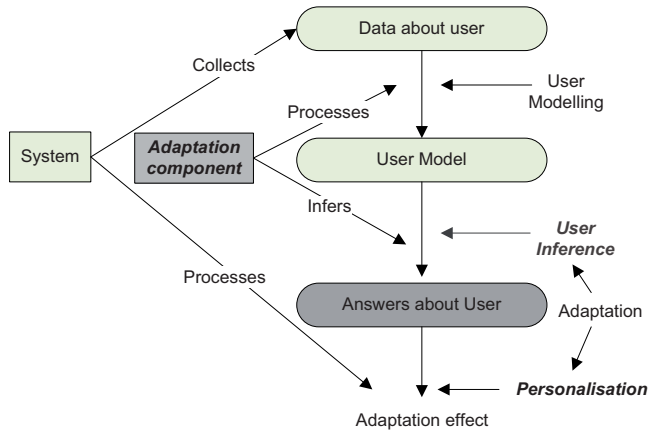 Data about user
Collects
User
Modelling
Processes
System
Adaptation
component
User Model
Infers
User
Inference
Processes
Answers about User
Adaptation
Personalisation
Adaptation effect